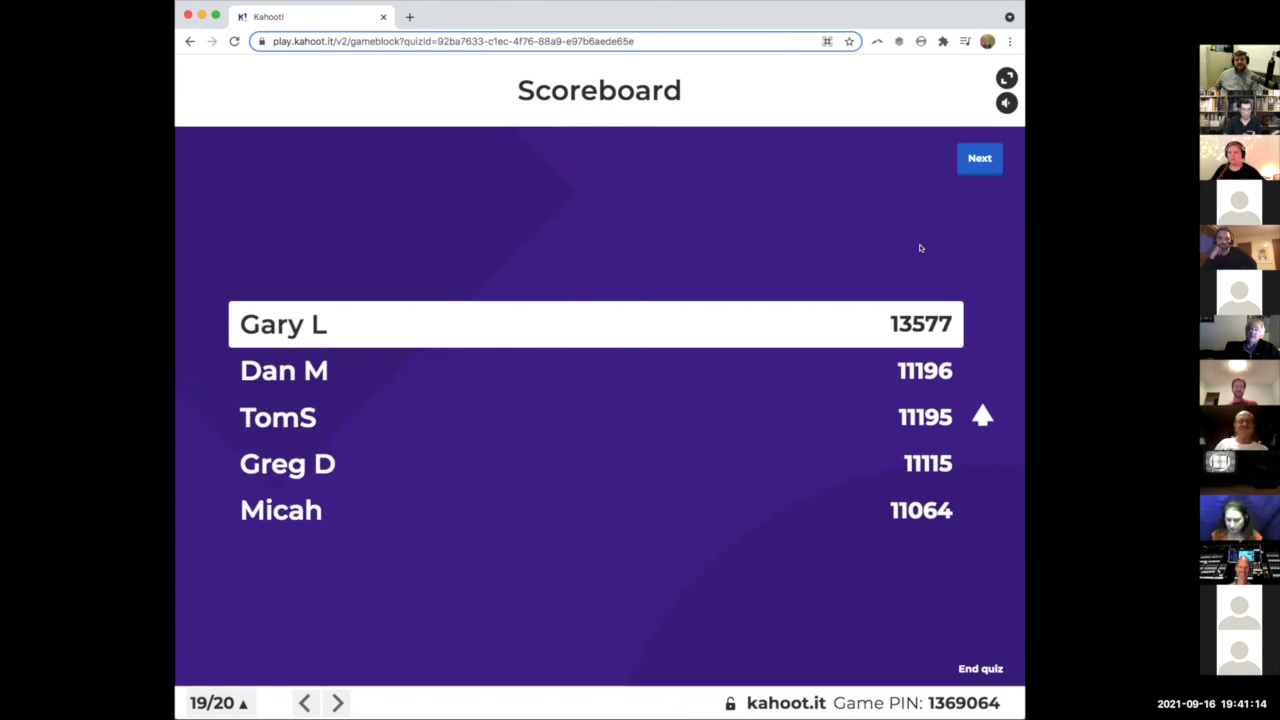 K! Kahoot!
play.kahoot.it/v2/gameblock?quizId=92ba7633-c1ec-4f76-88a9-e97b6aede65e
Scoreboard
Next
Gary L 13577
Dan M 11196
TomS 11195
Greg D 11115
Micah 11064
End quiz
19/20
kahoot.it Game PIN: 1369064
2021-09-16 19:41:14